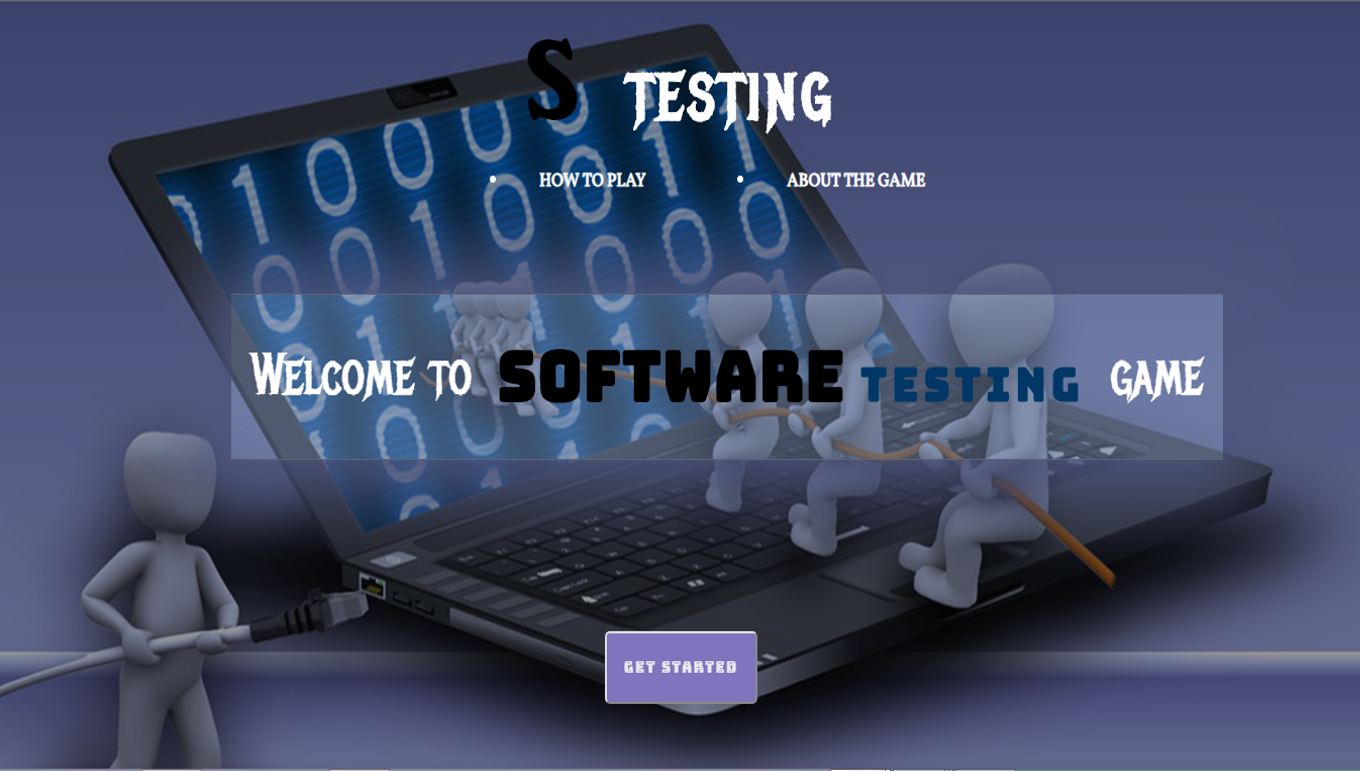 S TESTING
HOW TO PLAY ABOUT THE GAME
WELCOME TO SOFTWARE TESTING GAME
GET STARTED